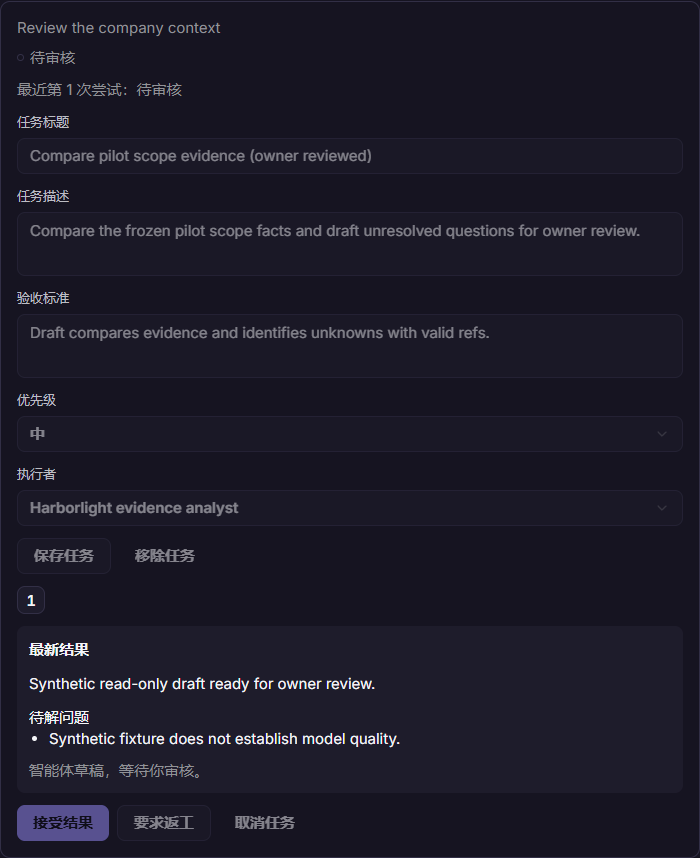 Review the company context
待审核
最近第 1 次尝试：待审核
任务标题
Compare pilot scope evidence (owner reviewed)
任务描述
Compare the frozen pilot scope facts and draft unresolved questions for owner review.
验收标准
Draft compares evidence and identifies unknowns with valid refs.
优先级
中
执行者
Harborlight evidence analyst
保存任务 移除任务
1
最新结果
Synthetic read-only draft ready for owner review.
待解问题
• Synthetic fixture does not establish model quality.
智能体草稿，等待你审核。
接受结果 要求返工 取消任务